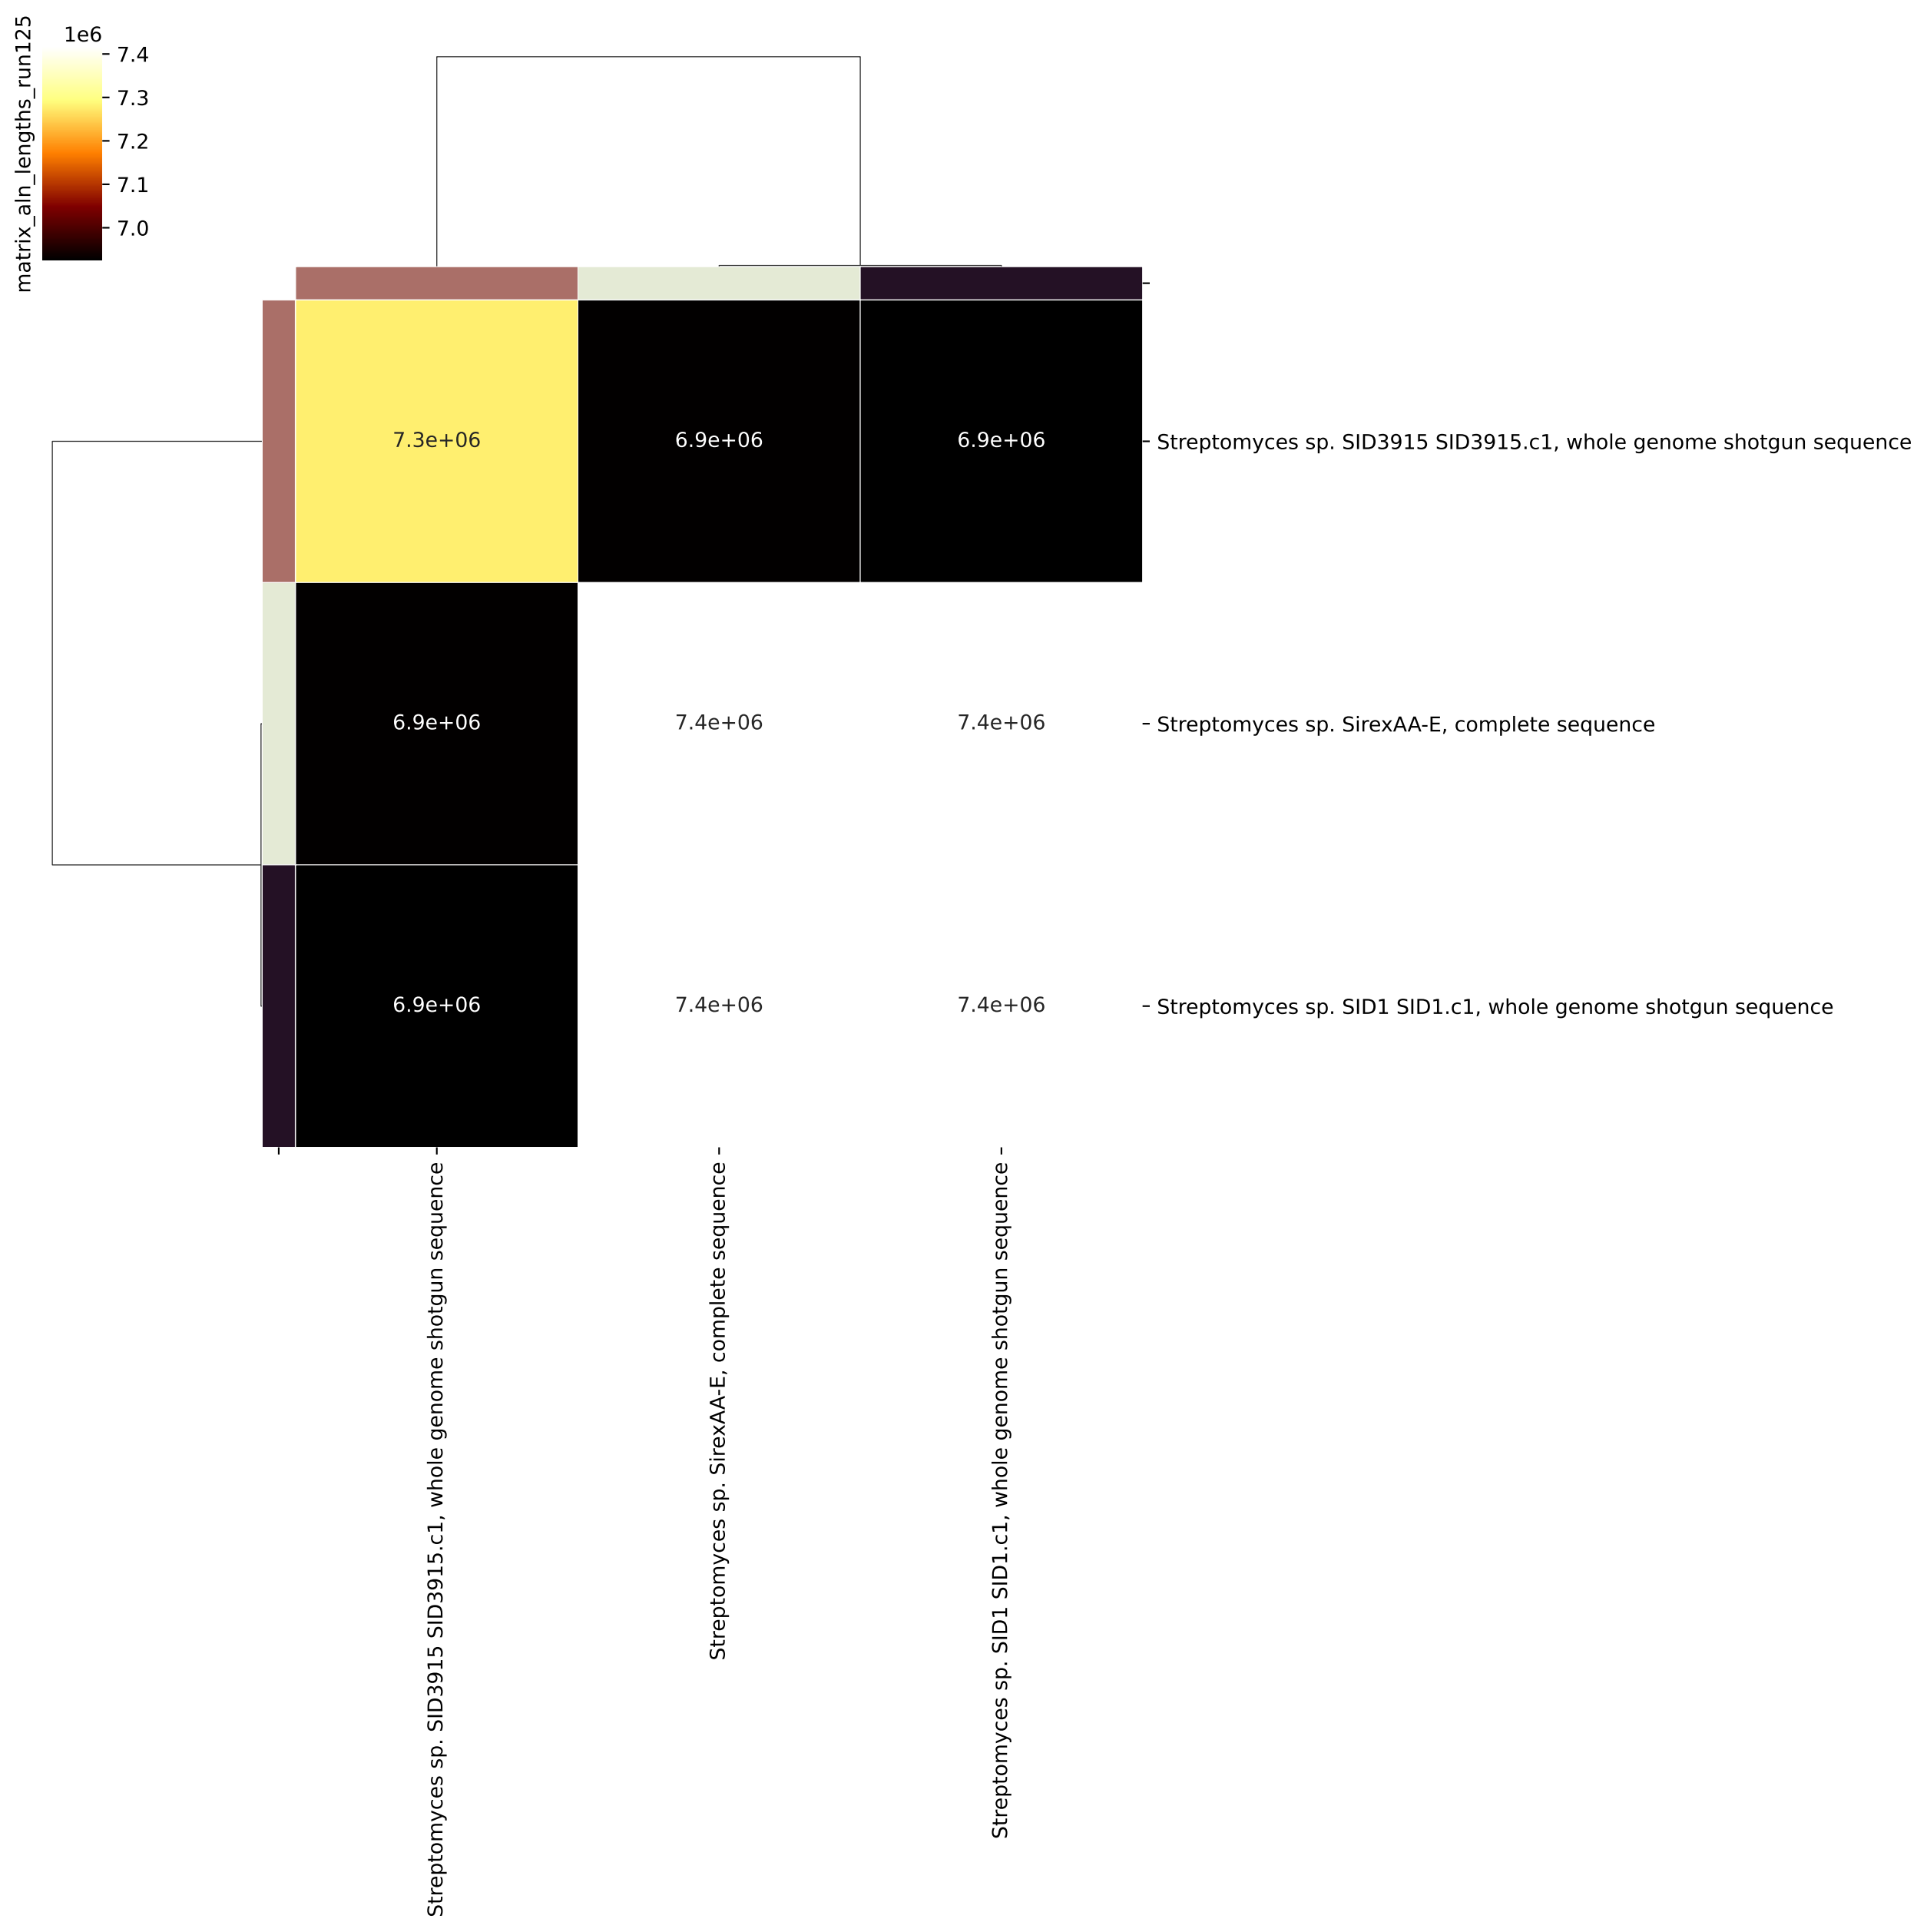 matrix_aln_lengths_run125
1e6
7.4
7.3
7.2
7.1
7.0
7.3e+06 6.9e+06 6.9e+06
Streptomyces sp. SID3915 SID3915.c1, whole genome shotgun sequence
6.9e+06 7.4e+06 7.4e+06
Streptomyces sp. SirexAA-E, complete sequence
6.9e+06 7.4e+06 7.4e+06
Streptomyces sp. SID1 SID1.c1, whole genome shotgun sequence
Streptomyces sp. SID3915 SID3915.c1, whole genome shotgun sequence
Streptomyces sp. SirexAA-E, complete sequence
Streptomyces sp. SID1 SID1.c1, whole genome shotgun sequence